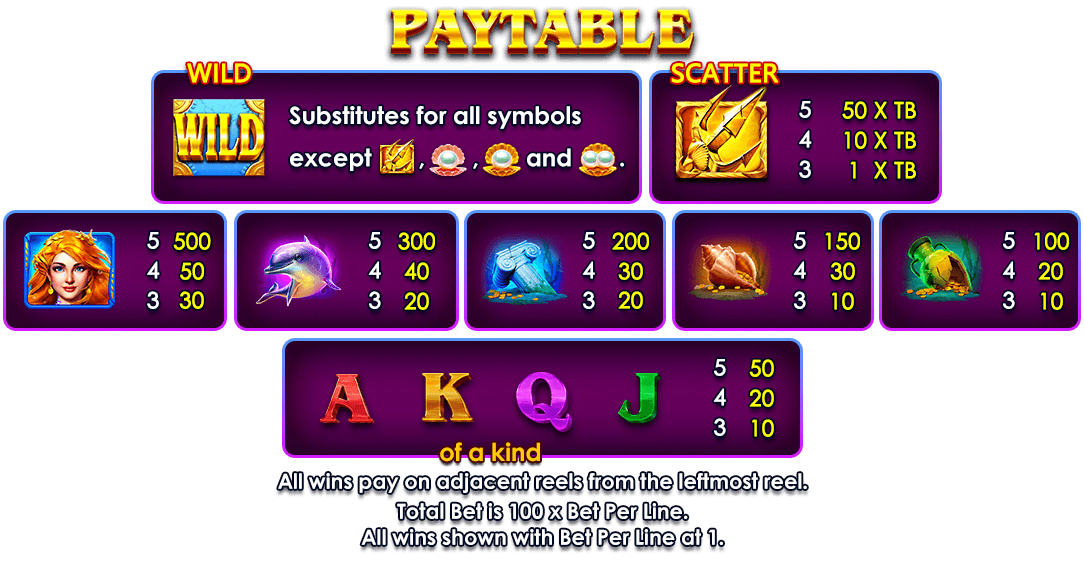 PAYTABLE
WILD
WILD
Substitutes for all symbols
except , , and .
SCATTER
5 50 X TB
4 10 X TB
3 1 X TB
5 500
4 50
3 30
5 300
4 40
3 20
5 200
4 30
3 20
5 150
4 30
3 10
5 100
4 20
3 10
A K Q J
5 50
4 20
3 10
of a kind
All wins pay on adjacent reels from the leftmost reel.
Total Bet is 100 x Bet Per Line.
All wins shown with Bet Per Line at 1.